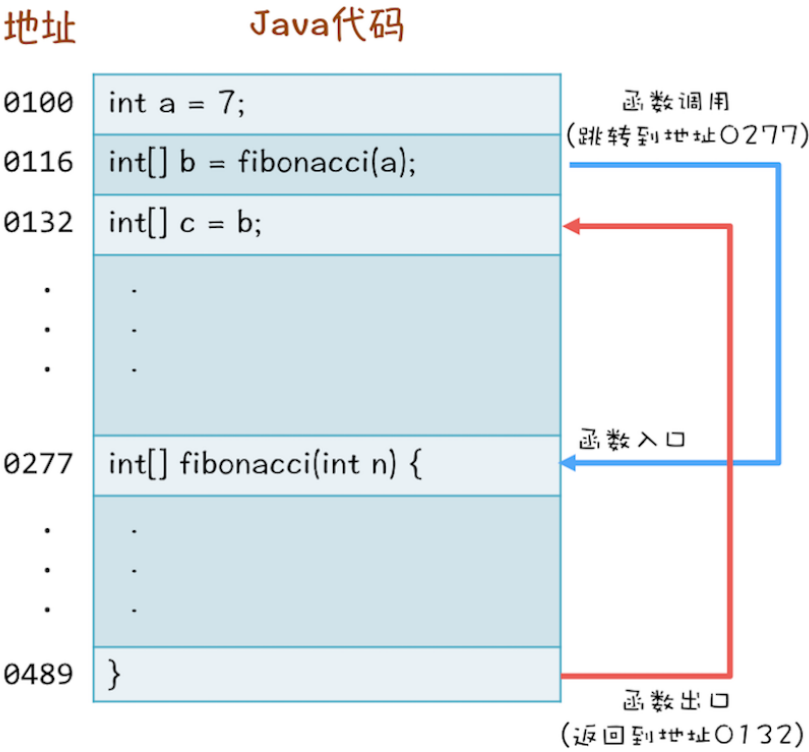 地址 Java代码
0100 int a = 7; 函数调用
(跳转到地址0277)
0116 int[] b = fibonacci(a);
0132 int[] c = b;
. .
. .
. .
函数入口
0277 int[] fibonacci(int n) {
. .
. .
. .
0489 }
函数出口
(返回到地址0132)